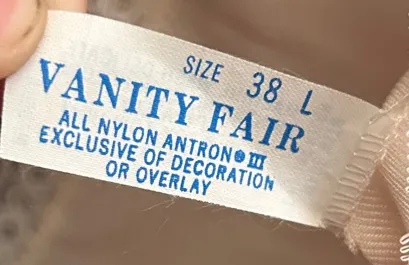 SIZE 38 L
VANITY FAIR
ALL NYLON ANTRON® III
EXCLUSIVE OF DECORATION
OR OVERLAY